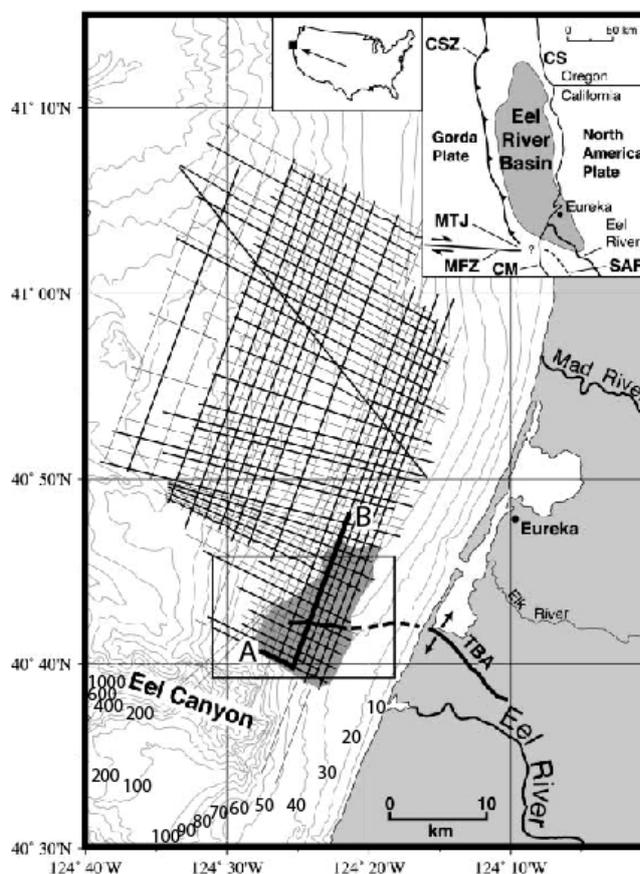 CSZ
CS
0 50 km
Oregon
California
Eel
River
Basin
Gorda
Plate
North
America
Plate
Eureka
Eel
River
MTJ
?
MFZ
CM
SAF
41° 10'N
41° 00'N
40° 50'N
40° 40'N
40° 30'N
Mad River
B
Eureka
Elk River
A
TBA
Eel Canyon
Eel River
1000
600
400
200
200
100
10
20
30
100 90 80 70 60 50 40
0 10
km
124° 40'W
124° 30'W
124° 20'W
124° 10'W